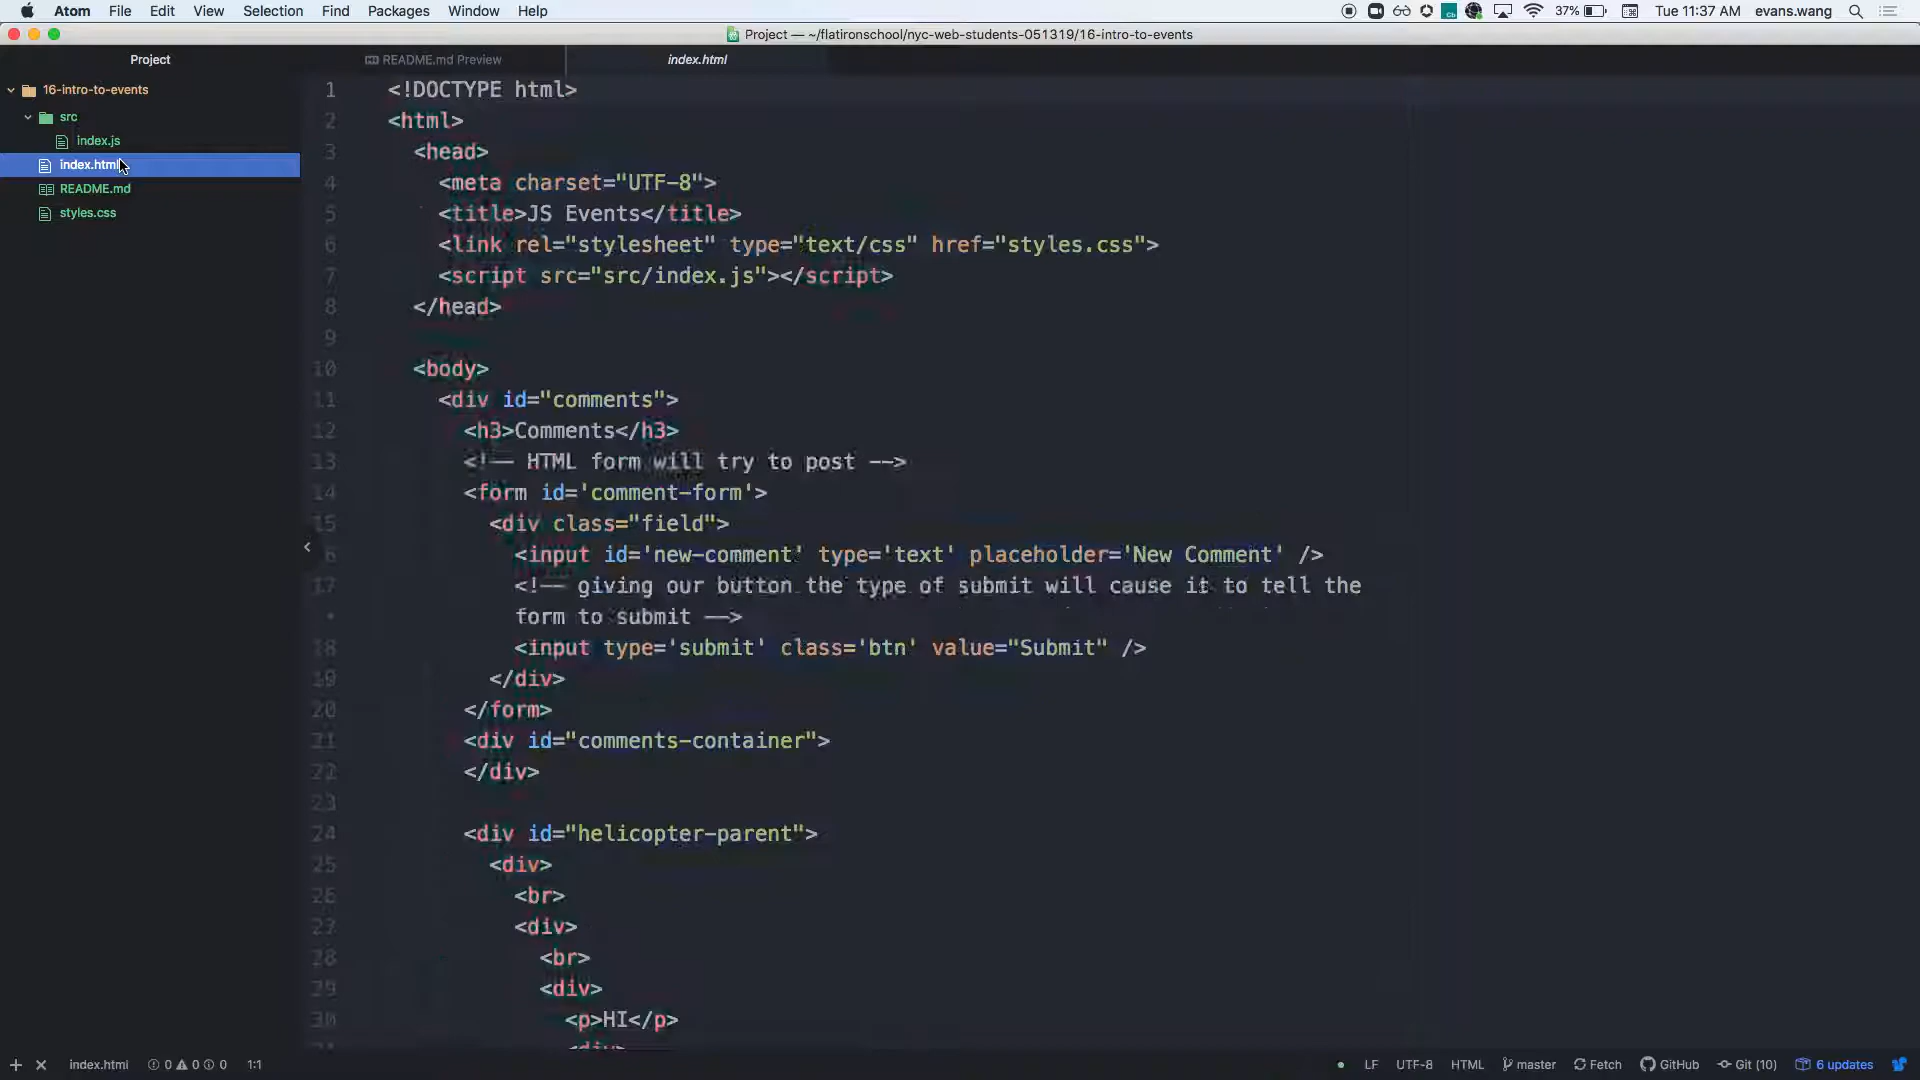 Atom File Edit View Selection Find Packages Window Help 37% Tue 11:37 AM evans.wang
Project — ~/flatironschool/nyc-web-students-051319/16-intro-to-events
Project README.md Preview index.html
16-intro-to-events
src
index.js
index.html
README.md
styles.css
1 <!DOCTYPE html>
2 <html>
3 <head>
4 <meta charset="UTF-8">
5 <title>JS Events</title>
6 <link rel="stylesheet" type="text/css" href="styles.css">
7 <script src="src/index.js"></script>
8 </head>
9
10 <body>
11 <div id="comments">
12 <h3>Comments</h3>
13 <!-- HTML form will try to post -->
14 <form id='comment-form'>
15 <div class="field">
6 <input id='new-comment' type='text' placeholder='New Comment' />
17 <!-- giving our button the type of submit will cause it to tell the
• form to submit -->
18 <input type='submit' class='btn' value="Submit" />
19 </div>
20 </form>
21 <div id="comments-container">
22 </div>
23
24 <div id="helicopter-parent">
25 <div>
26 <br>
27 <div>
28 <br>
29 <div>
30 <p>HI</p>
<div>
index.html 0 0 0 1:1 LF UTF-8 HTML master Fetch GitHub Git (10) 6 updates